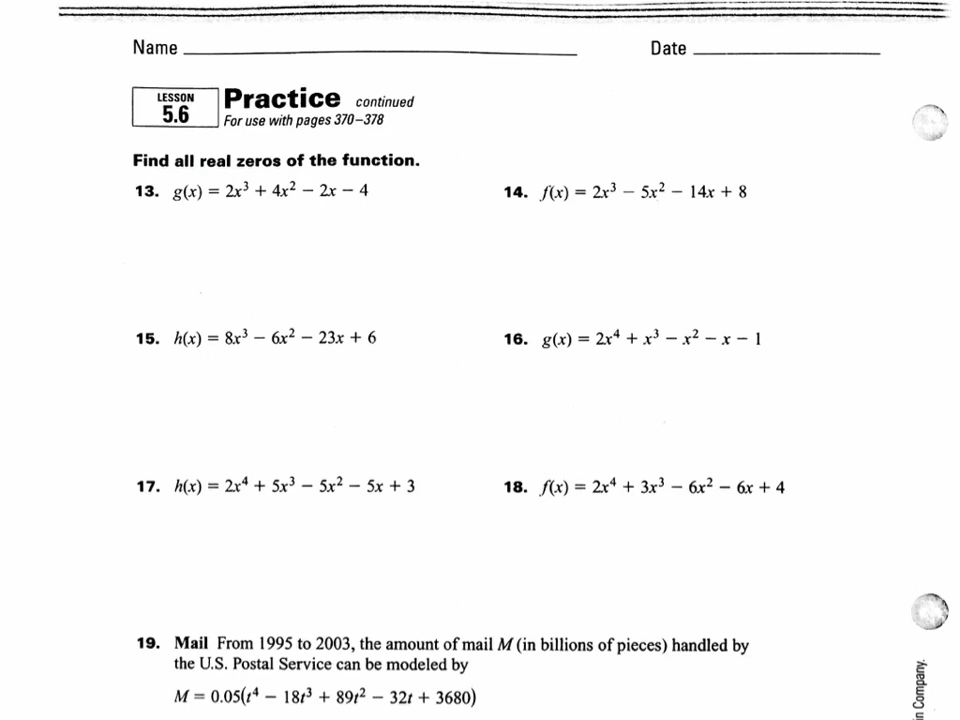 Name Date
LESSON
5.6
Practice continued
For use with pages 370–378
Find all real zeros of the function.
13. g(x) = 2x³ + 4x² − 2x − 4
14. f(x) = 2x³ − 5x² − 14x + 8
15. h(x) = 8x³ − 6x² − 23x + 6
16. g(x) = 2x⁴ + x³ − x² − x − 1
17. h(x) = 2x⁴ + 5x³ − 5x² − 5x + 3
18. f(x) = 2x⁴ + 3x³ − 6x² − 6x + 4
19. Mail From 1995 to 2003, the amount of mail M (in billions of pieces) handled by
the U.S. Postal Service can be modeled by
M = 0.05(t⁴ − 18t³ + 89t² − 32t + 3680)
Company.